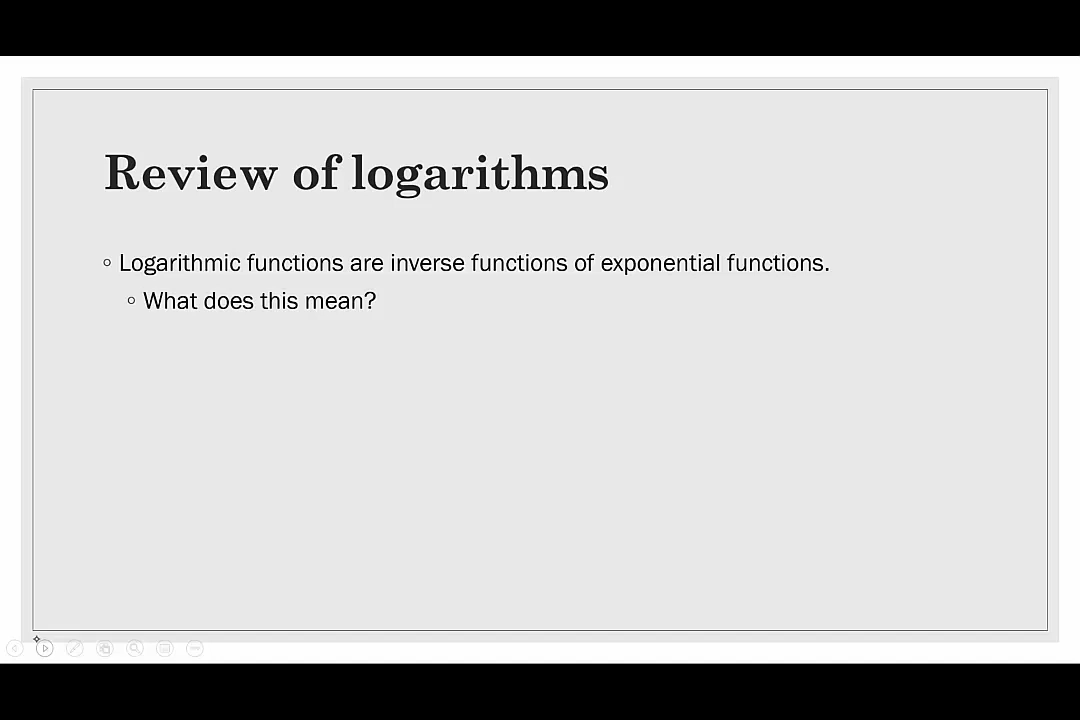 Review of logarithms
Logarithmic functions are inverse functions of exponential functions.
What does this mean?